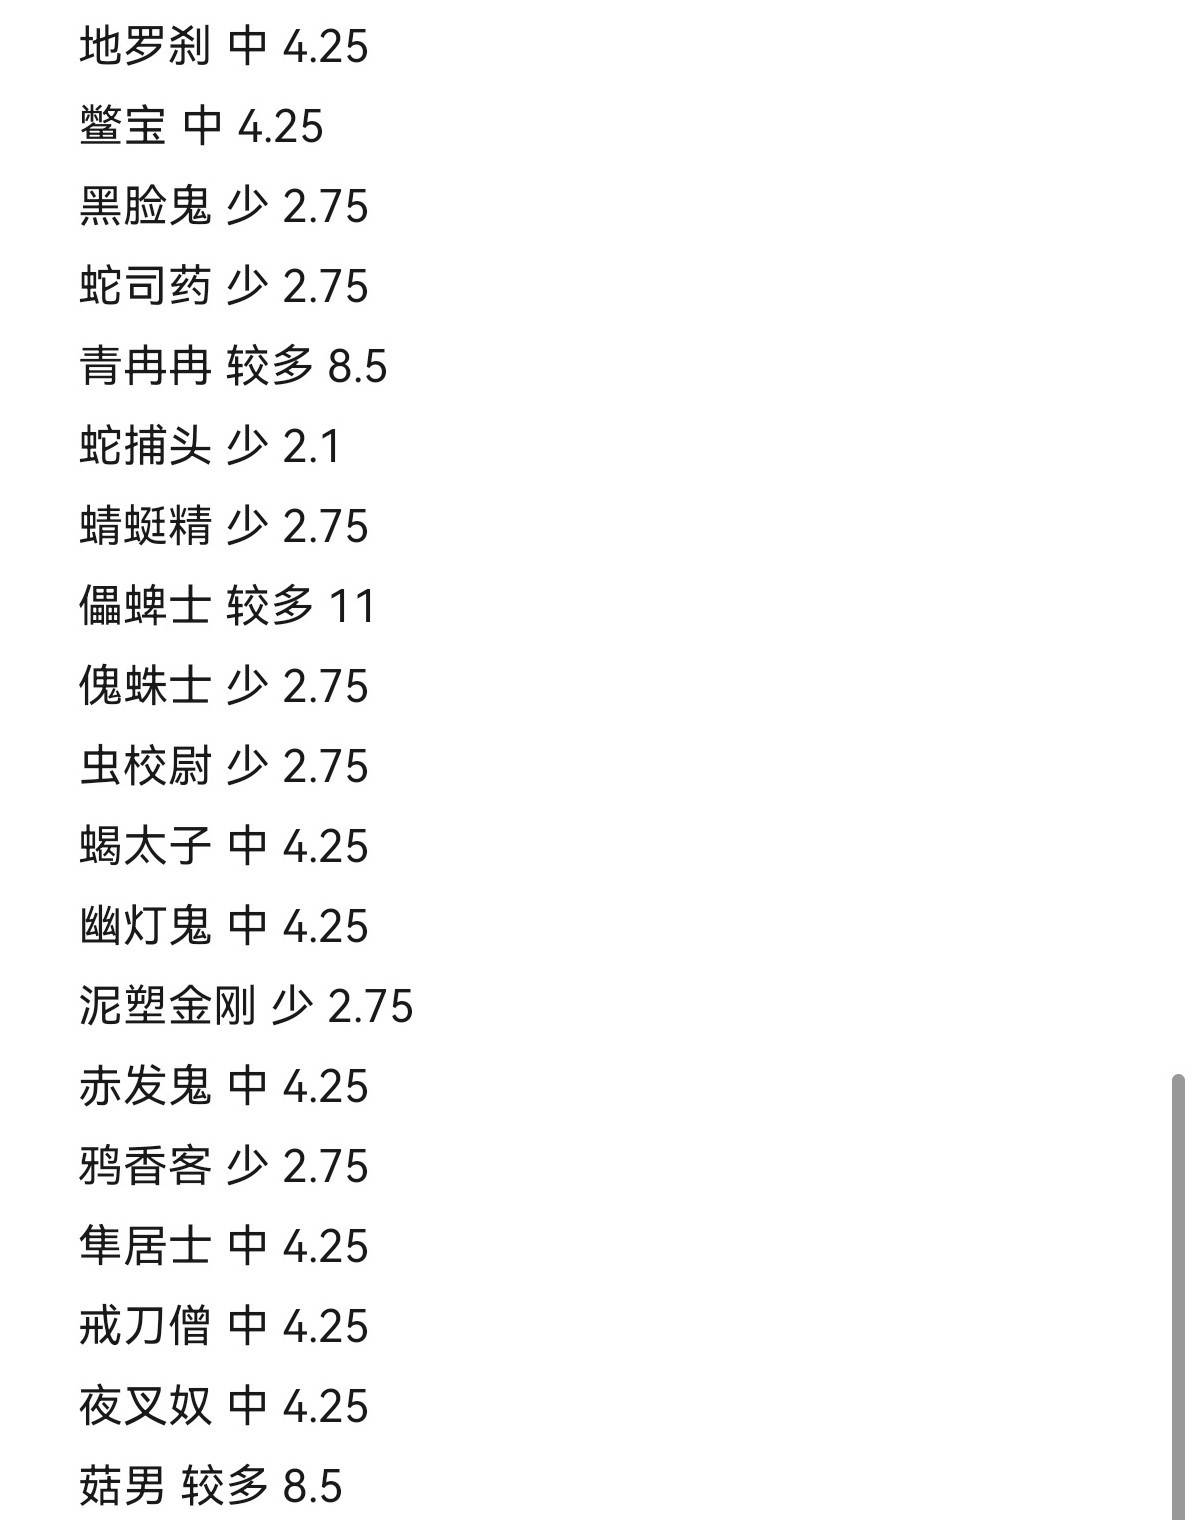 地罗刹 中 4.25
鳖宝 中 4.25
黑脸鬼 少 2.75
蛇司药 少 2.75
青冉冉 较多 8.5
蛇捕头 少 2.1
蜻蜓精 少 2.75
儡蜱士 较多 11
傀蛛士 少 2.75
虫校尉 少 2.75
蝎太子 中 4.25
幽灯鬼 中 4.25
泥塑金刚 少 2.75
赤发鬼 中 4.25
鸦香客 少 2.75
隼居士 中 4.25
戒刀僧 中 4.25
夜叉奴 中 4.25
菇男 较多 8.5